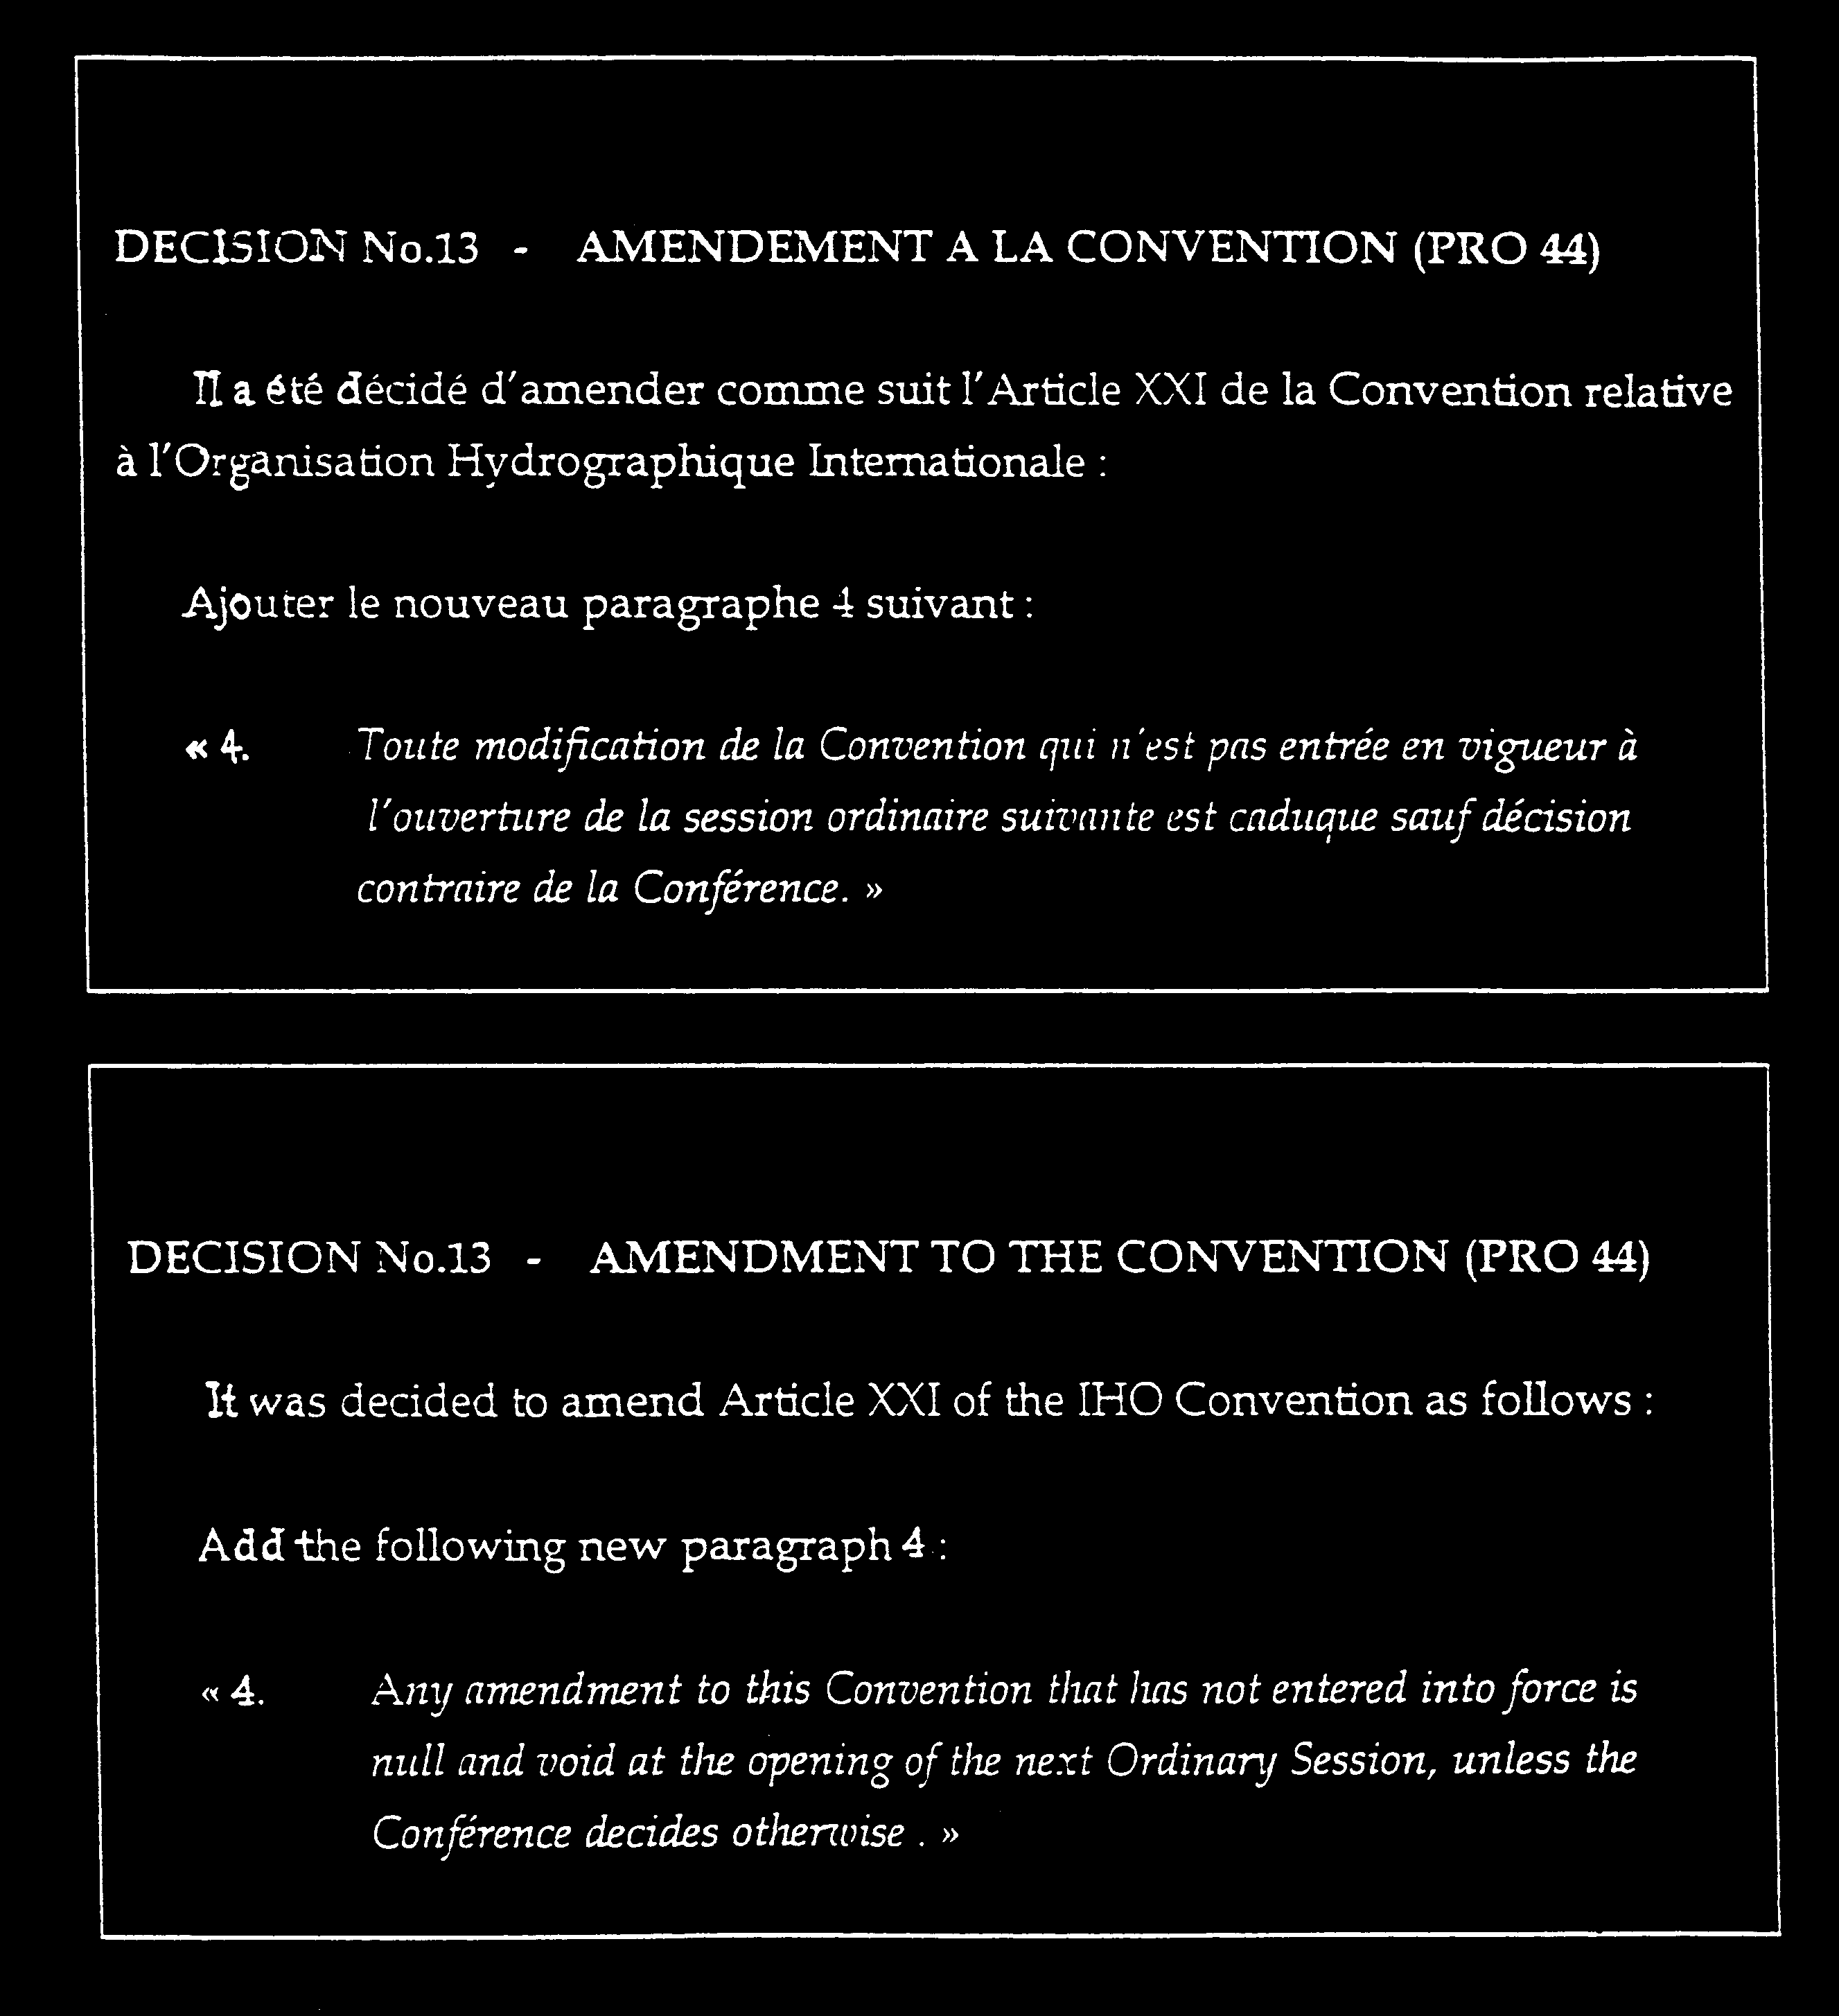 DECISION No.13 - AMENDEMENT A LA CONVENTION (PRO 44)
Il a été décidé d'amender comme suit l'Article XXI de la Convention relative
à l'Organisation Hydrographique Internationale :
Ajouter le nouveau paragraphe 4 suivant :
« 4. Toute modification de la Convention qui n'est pas entrée en vigueur à
l'ouverture de la session ordinaire suivante est caduque sauf décision
contraire de la Conférence. »
DECISION No.13 - AMENDMENT TO THE CONVENTION (PRO 44)
It was decided to amend Article XXI of the IHO Convention as follows :
Add the following new paragraph 4 :
« 4. Any amendment to this Convention that has not entered into force is
null and void at the opening of the next Ordinary Session, unless the
Conférence decides otherwise . »